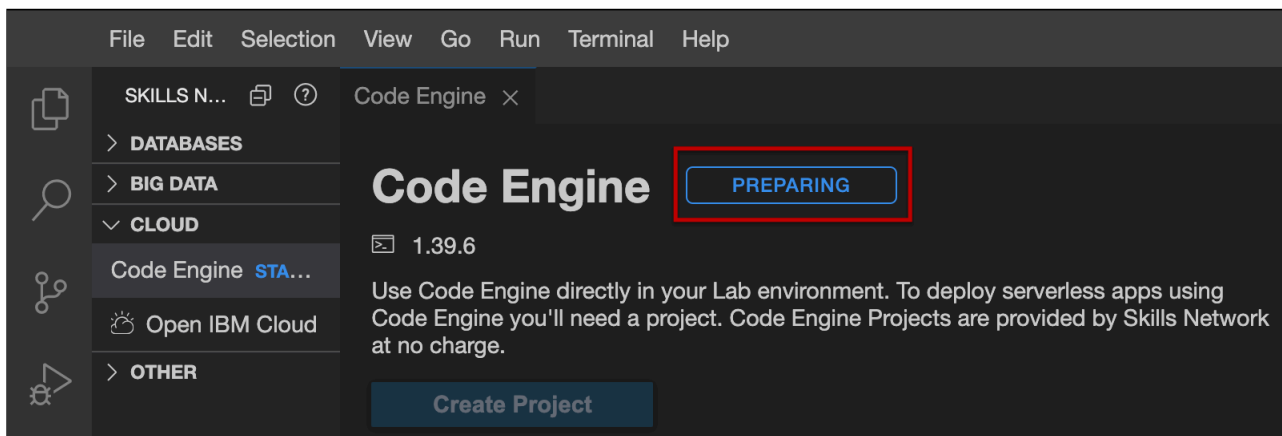 File Edit Selection View Go Run Terminal Help
SKILLS N...
Code Engine
DATABASES
BIG DATA
CLOUD
Code Engine STA...
Open IBM Cloud
OTHER
Code Engine PREPARING
1.39.6
Use Code Engine directly in your Lab environment. To deploy serverless apps using
Code Engine you'll need a project. Code Engine Projects are provided by Skills Network
at no charge.
Create Project